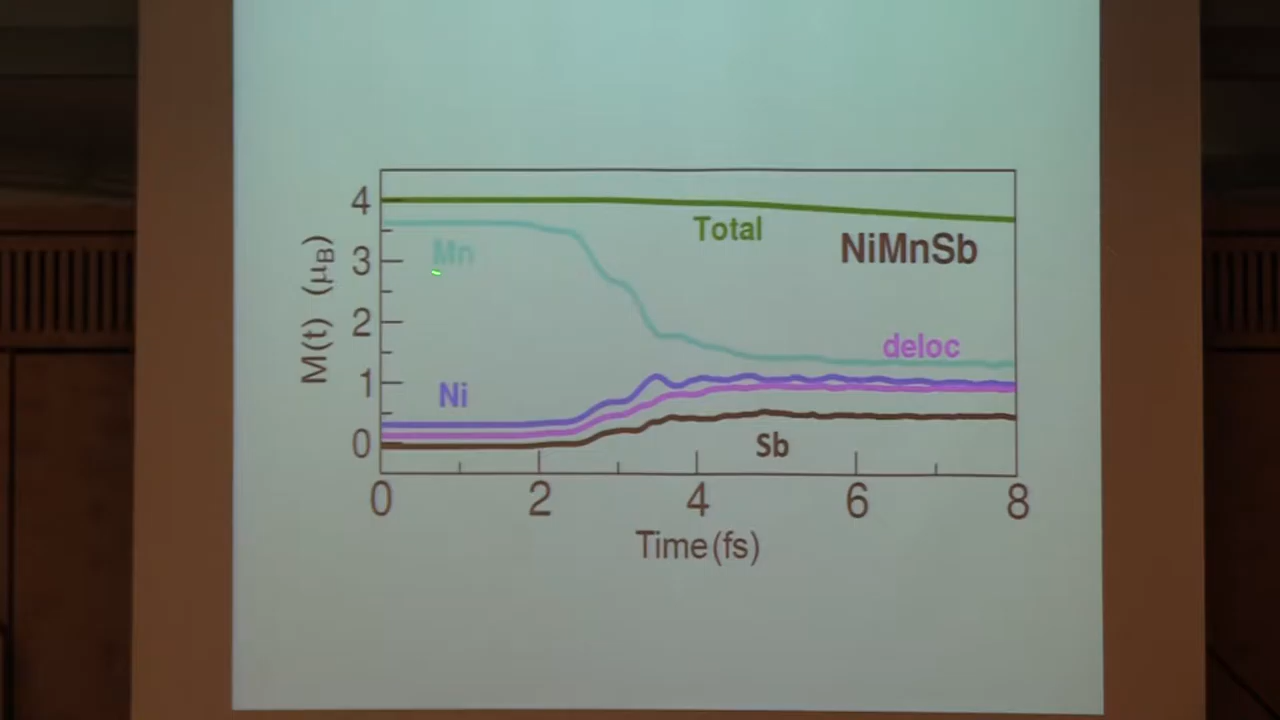 4
3
2
1
0
M(t) (μB)
Total
NiMnSb
Mn
deloc
Ni
Sb
0 2 4 6 8
Time (fs)